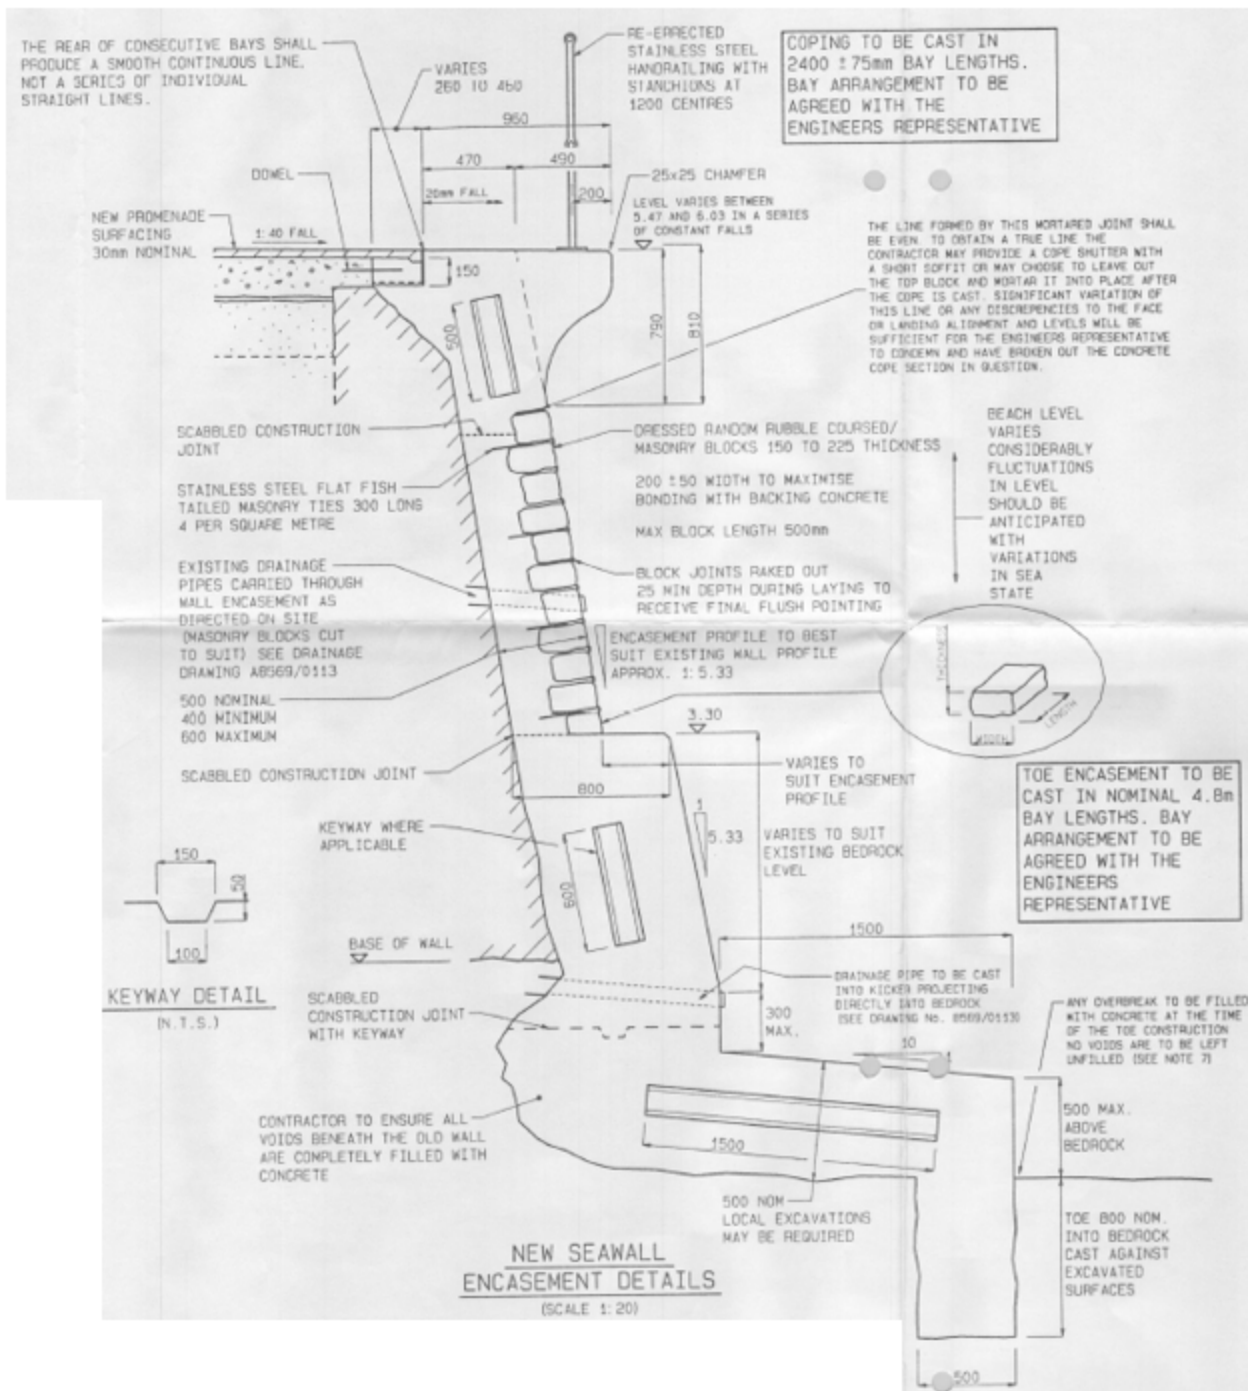 THE REAR OF CONSECUTIVE BAYS SHALL
PRODUCE A SMOOTH CONTINUOUS LINE.
NOT A SERIES OF INDIVIDUAL
STRAIGHT LINES.
VARIES
260 TO 460
RE-ERRECTED
STAINLESS STEEL
HANDRAILING WITH
STANCHIONS AT
1200 CENTRES
COPING TO BE CAST IN
2400 ±75mm BAY LENGTHS.
BAY ARRANGEMENT TO BE
AGREED WITH THE
ENGINEERS REPRESENTATIVE
960
470
490
DOWEL
20mm FALL
200
25x25 CHAMFER
LEVEL VARIES BETWEEN
5.47 AND 6.03 IN A SERIES
OF CONSTANT FALLS
NEW PROMENADE
SURFACING
30mm NOMINAL
1:40 FALL
150
THE LINE FORMED BY THIS MORTARED JOINT SHALL
BE EVEN. TO OBTAIN A TRUE LINE THE
CONTRACTOR MAY PROVIDE A COPE SHUTTER WITH
A SHORT SOFFIT OR MAY CHOOSE TO LEAVE OUT
THE TOP BLOCK AND MORTAR IT INTO PLACE AFTER
THE COPE IS CAST. SIGNIFICANT VARIATION OF
THIS LINE OR ANY DISCREPENCIES TO THE FACE
OR LANDING ALIGNMENT AND LEVELS WILL BE
SUFFICIENT FOR THE ENGINEERS REPRESENTATIVE
TO CONDEMN AND HAVE BROKEN OUT THE CONCRETE
COPE SECTION IN QUESTION.
600
790
810
SCABBLED CONSTRUCTION
JOINT
DRESSED RANDOM RUBBLE COURSED/
MASONRY BLOCKS 150 TO 225 THICKNESS
200 ±50 WIDTH TO MAXIMISE
BONDING WITH BACKING CONCRETE
MAX BLOCK LENGTH 500mm
BEACH LEVEL
VARIES
CONSIDERABLY
FLUCTUATIONS
IN LEVEL
SHOULD BE
ANTICIPATED
WITH
VARIATIONS
IN SEA
STATE
STAINLESS STEEL FLAT FISH
TAILED MASONRY TIES 300 LONG
4 PER SQUARE METRE
EXISTING DRAINAGE
PIPES CARRIED THROUGH
WALL ENCASEMENT AS
DIRECTED ON SITE
(MASONRY BLOCKS CUT
TO SUIT) SEE DRAINAGE
DRAWING A8569/0113
BLOCK JOINTS RAKED OUT
25 MIN DEPTH DURING LAYING TO
RECEIVE FINAL FLUSH POINTING
ENCASEMENT PROFILE TO BEST
SUIT EXISTING WALL PROFILE
APPROX. 1:5.33
THICKNESS
LENGTH
WIDTH
500 NOMINAL
400 MINIMUM
600 MAXIMUM
3.30
SCABBLED CONSTRUCTION JOINT
800
VARIES TO
SUIT ENCASEMENT
PROFILE
TOE ENCASEMENT TO BE
CAST IN NOMINAL 4.8m
BAY LENGTHS. BAY
ARRANGEMENT TO BE
AGREED WITH THE
ENGINEERS
REPRESENTATIVE
KEYWAY WHERE
APPLICABLE
600
1
5.33
VARIES TO SUIT
EXISTING BEDROCK
LEVEL
150
50
100
KEYWAY DETAIL
(N.T.S.)
BASE OF WALL
1500
SCABBLED
CONSTRUCTION JOINT
WITH KEYWAY
DRAINAGE PIPE TO BE CAST
INTO KICKER PROJECTING
DIRECTLY INTO BEDROCK
(SEE DRAWING No. 8569/0113)
300
MAX.
ANY OVERBREAK TO BE FILLED
WITH CONCRETE AT THE TIME
OF THE TOE CONSTRUCTION
NO VOIDS ARE TO BE LEFT
UNFILLED (SEE NOTE 7)
10
1
CONTRACTOR TO ENSURE ALL
VOIDS BENEATH THE OLD WALL
ARE COMPLETELY FILLED WITH
CONCRETE
1500
500 MAX.
ABOVE
BEDROCK
500 NOM
LOCAL EXCAVATIONS
MAY BE REQUIRED
TOE 800 NOM.
INTO BEDROCK
CAST AGAINST
EXCAVATED
SURFACES
NEW SEAWALL
ENCASEMENT DETAILS
(SCALE 1:20)
500